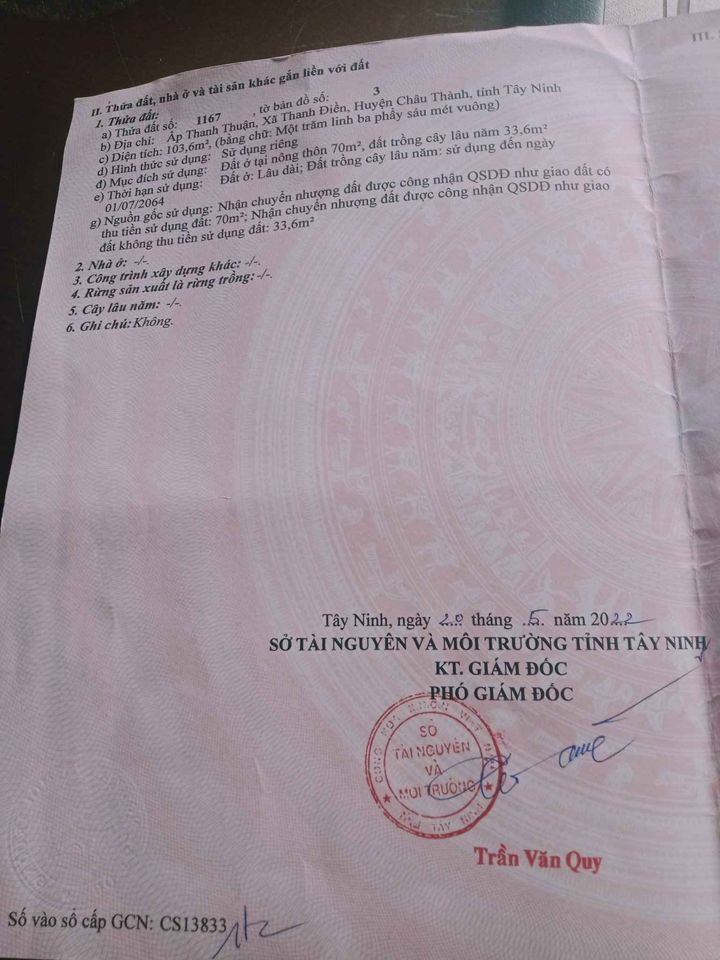 III.
II. Thửa đất, nhà ở và tài sản khác gắn liền với đất
1. Thửa đất:
a) Thửa đất số: 1167 , tờ bản đồ số: 3
b) Địa chỉ: Ấp Thanh Thuận, Xã Thanh Điền, Huyện Châu Thành, tỉnh Tây Ninh
c) Diện tích: 103,6m², (bằng chữ: Một trăm linh ba phẩy sáu mét vuông)
d) Hình thức sử dụng: Sử dụng riêng
đ) Mục đích sử dụng: Đất ở tại nông thôn 70m², đất trồng cây lâu năm 33,6m²
e) Thời hạn sử dụng: Đất ở: Lâu dài; Đất trồng cây lâu năm: sử dụng đến ngày
01/07/2064
g) Nguồn gốc sử dụng: Nhận chuyển nhượng đất được công nhận QSDĐ như giao đất có
thu tiền sử dụng đất: 70m²; Nhận chuyển nhượng đất được công nhận QSDĐ như giao
đất không thu tiền sử dụng đất: 33,6m²
2. Nhà ở: -/-.
3. Công trình xây dựng khác: -/-.
4. Rừng sản xuất là rừng trồng: -/-.
5. Cây lâu năm: -/-.
6. Ghi chú: Không.
Tây Ninh, ngày tháng .5. năm 2022
SỞ TÀI NGUYÊN VÀ MÔI TRƯỜNG TỈNH TÂY NINH
KT. GIÁM ĐỐC
PHÓ GIÁM ĐỐC
SỞ
TÀI NGUYÊN
VÀ
MÔI TRƯỜNG
Trần Văn Quy
Số vào sổ cấp GCN: CS13833